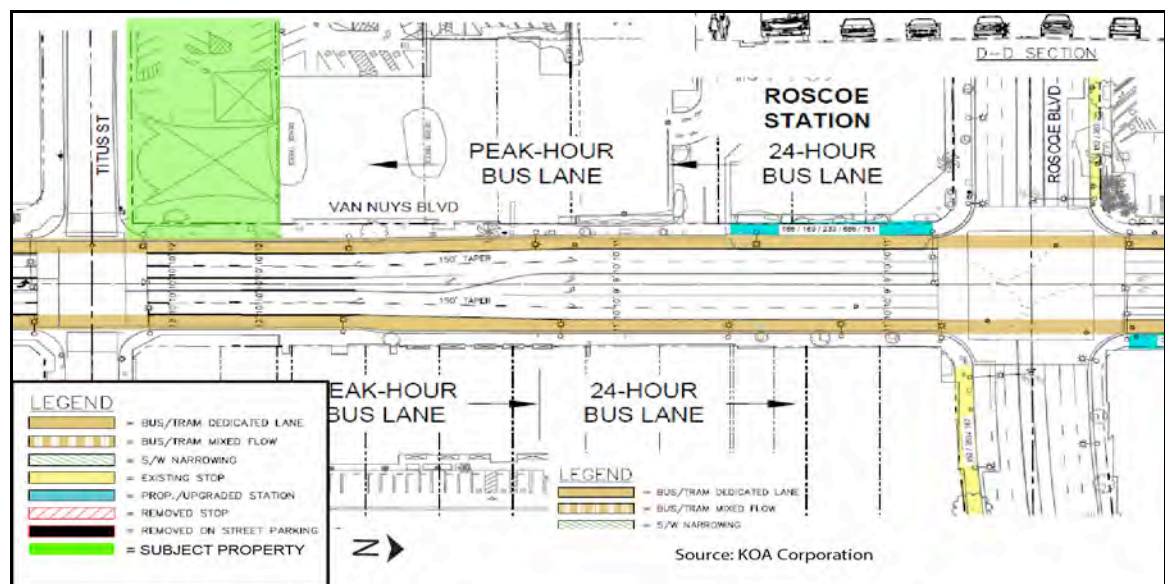 D-D SECTION
ROSCOE
STATION
24-HOUR
BUS LANE
PEAK-HOUR
BUS LANE
TITUS ST
ROSCOE BLVD
VAN NUYS BLVD
150' TAPER
150' TAPER
EAK-HOUR
BUS LANE
24-HOUR
BUS LANE
LEGEND
= BUS/TRAM DEDICATED LANE
= BUS/TRAM MIXED FLOW
= S/W NARROWING
= EXISTING STOP
= PROP./UPGRADED STATION
= REMOVED STOP
= REMOVED ON STREET PARKING
= SUBJECT PROPERTY
N
LEGEND
= BUS/TRAM DEDICATED LANE
= BUS/TRAM MIXED FLOW
= S/W NARROWING
Source: KOA Corporation